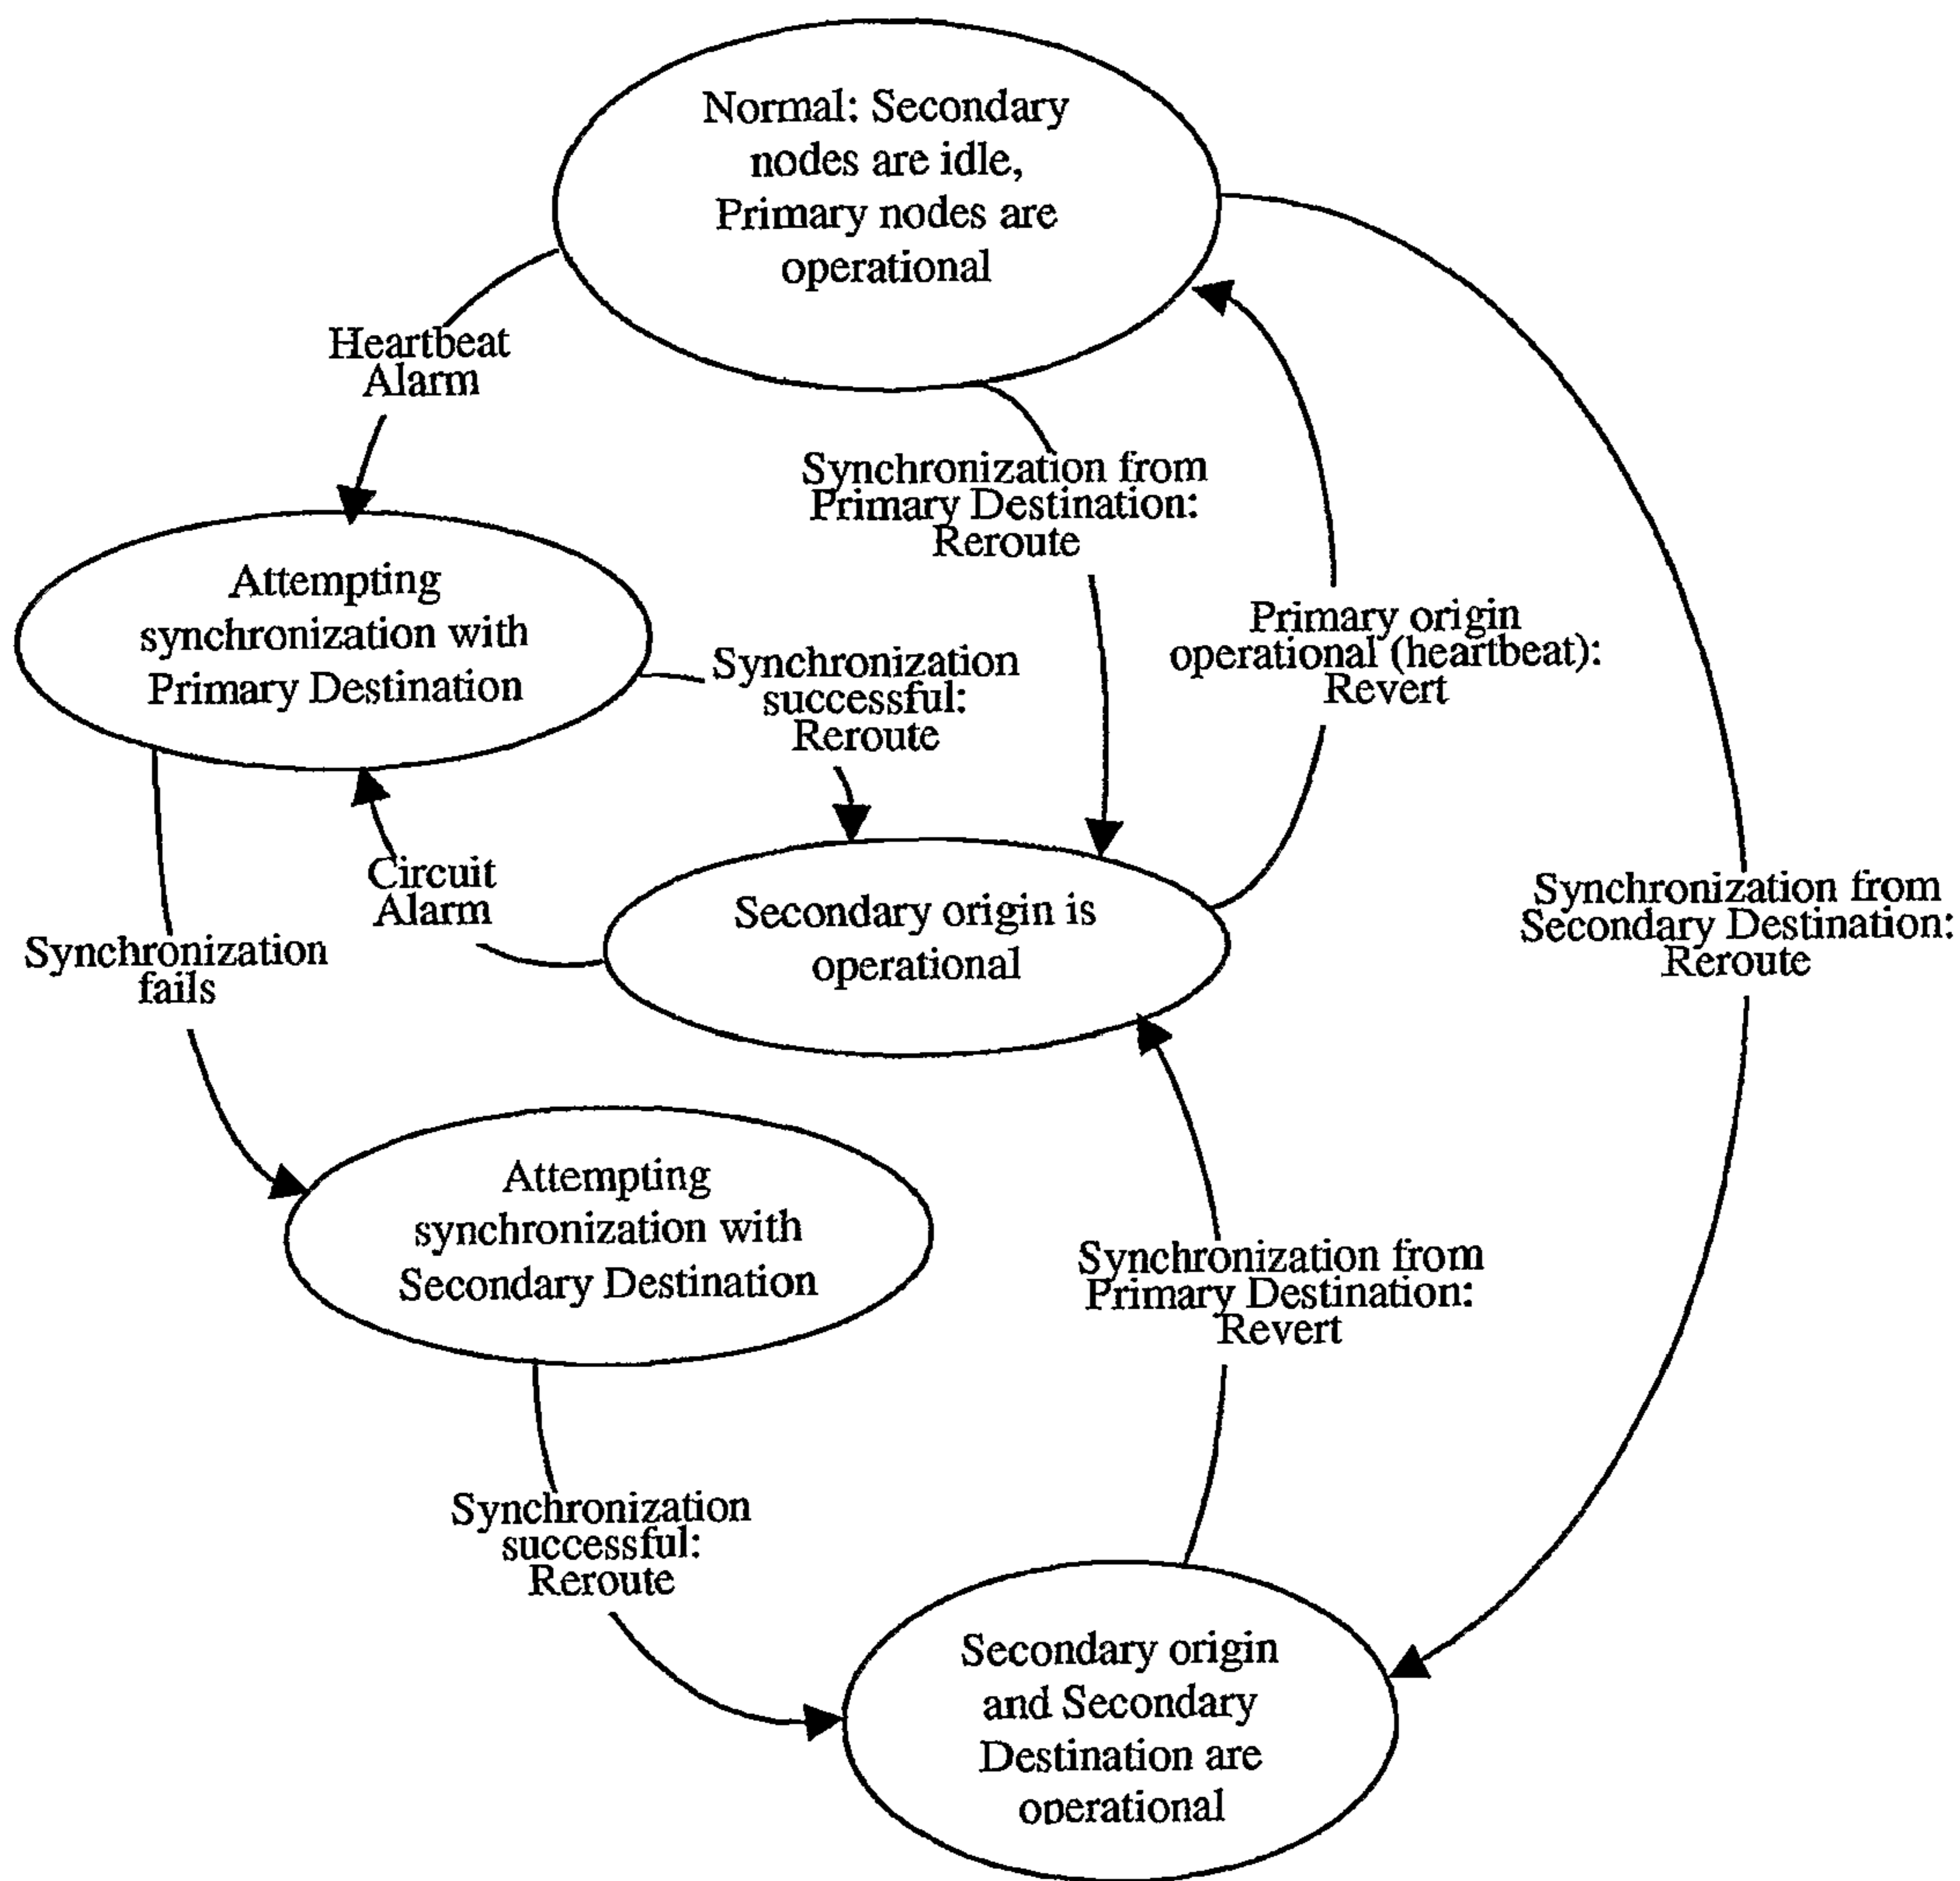 Normal: Secondary
nodes are idle,
Primary nodes are
operational
Heartbeat
Alarm
Synchronization from
Primary Destination:
Reroute
Attempting
synchronization with
Primary Destination
Primary origin
operational (heartbeat):
Revert
Synchronization
successful:
Reroute
Circuit
Alarm
Secondary origin is
operational
Synchronization from
Secondary Destination:
Reroute
Synchronization
fails
Attempting
synchronization with
Secondary Destination
Synchronization from
Primary Destination:
Revert
Synchronization
successful:
Reroute
Secondary origin
and Secondary
Destination are
operational